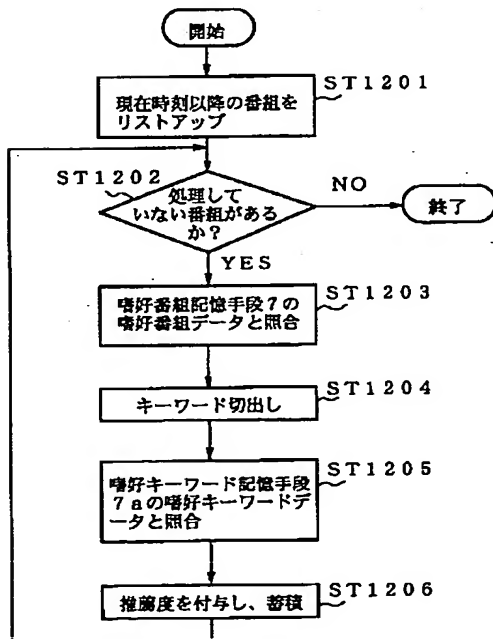 開始
ST1201
現在時刻以降の番組を
リストアップ
ST1202
処理して
いない番組がある
か？
NO
終了
YES
ST1203
嗜好番組記憶手段７の
嗜好番組データと照合
ST1204
キーワード切出し
ST1205
嗜好キーワード記憶手段
７ａの嗜好キーワードデ
ータと照合
ST1206
推薦度を付与し、蓄積